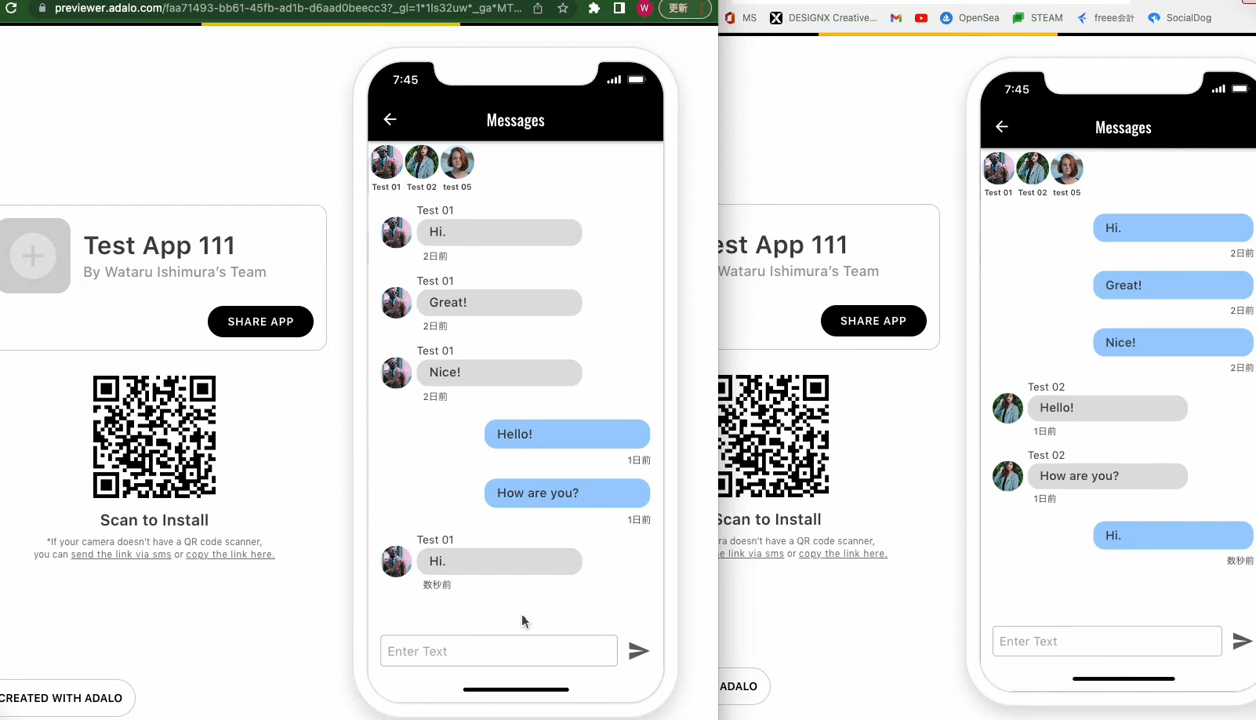 previewer.adalo.com/faa71493-bb61-45fb-ad1b-d6aad0beecc3?_gl=1*1ls32uw*_ga*MT...
W
更新
7:45
Messages
Test 01 Test 02 test 05
Test 01
Hi.
2日前
Test 01
Great!
2日前
Test 01
Nice!
2日前
Hello!
1日前
How are you?
1日前
Test 01
Hi.
数秒前
Enter Text
Test App 111
By Wataru Ishimura's Team
SHARE APP
Scan to Install
*If your camera doesn't have a QR code scanner,
you can send the link via sms or copy the link here.
CREATED WITH ADALO
MS DESIGNX Creative... OpenSea STEAM freee会計 SocialDog
7:45
Messages
Test 01 Test 02 test 05
Hi.
2日前
Great!
2日前
Nice!
2日前
Test 02
Hello!
1日前
Test 02
How are you?
1日前
Hi.
数秒前
Enter Text
est App 111
Wataru Ishimura's Team
SHARE APP
Scan to Install
ra doesn't have a QR code scanner,
e link via sms or copy the link here.
ADALO